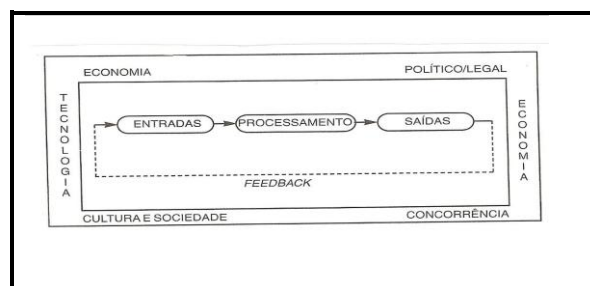 ECONOMIA
POLÍTICO/LEGAL
TECNOLOGIA
ENTRADAS
PROCESSAMENTO
SAÍDAS
ECONOMIA
FEEDBACK
CULTURA E SOCIEDADE
CONCORRÊNCIA